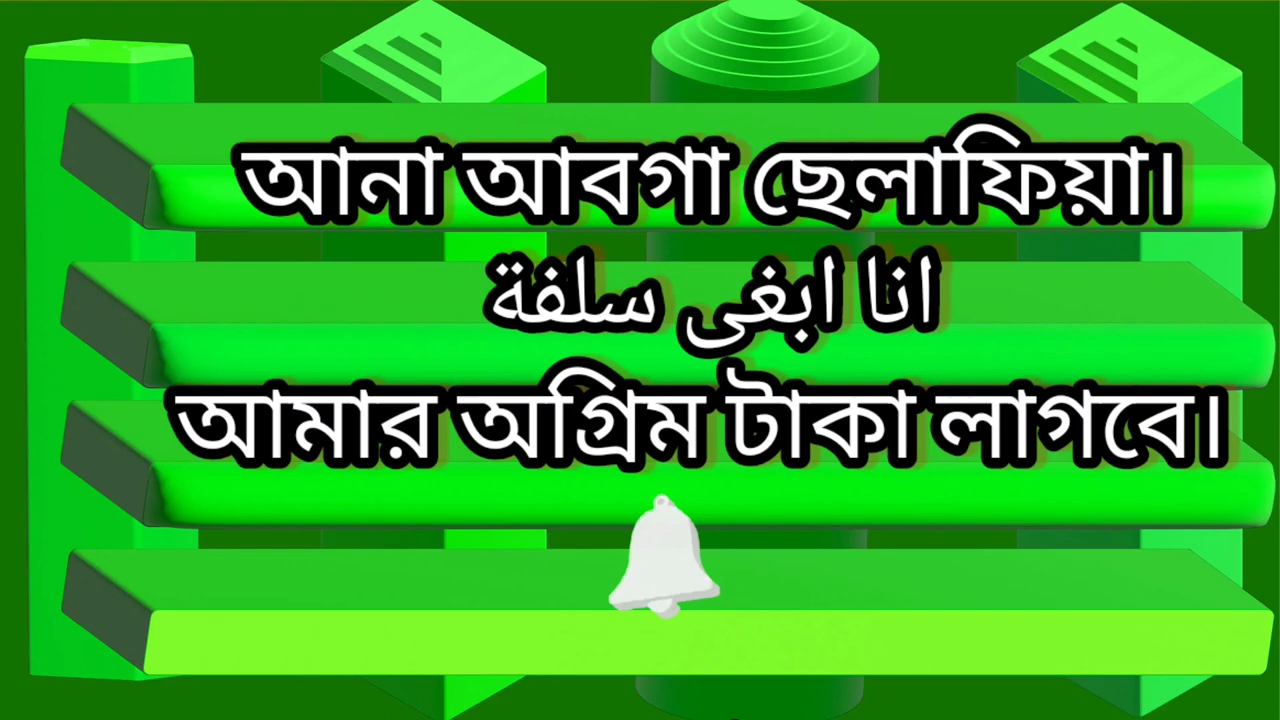 আনা আবগা ছেলাফিয়া।
انا ابغى سلفة
আমার অগ্রিম টাকা লাগবে।